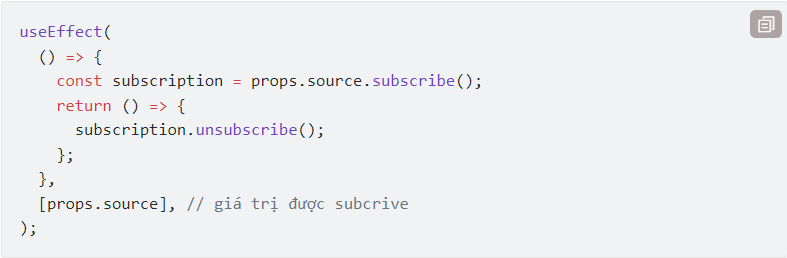 useEffect(
  () => {
    const subscription = props.source.subscribe();
    return () => {
      subscription.unsubscribe();
    };
  },
  [props.source], // giá trị được subcrive
);